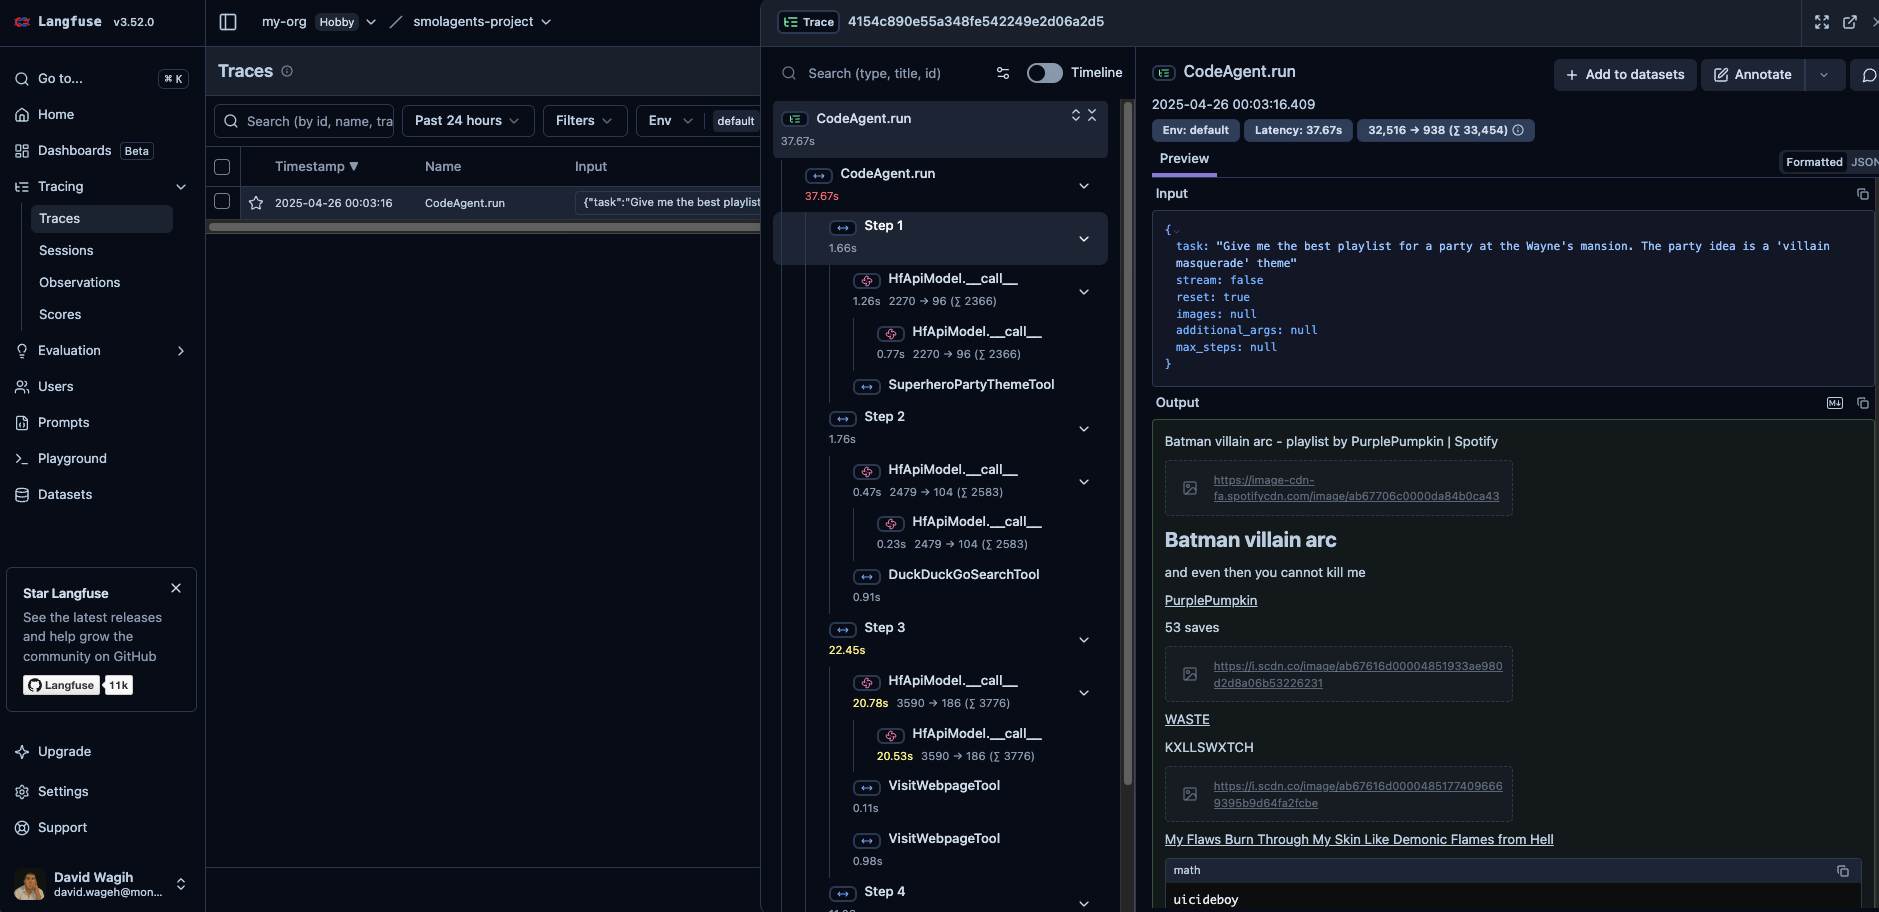 Langfuse v3.52.0
Go to... ⌘ K
Home
Dashboards Beta
Tracing
Traces
Sessions
Observations
Scores
Evaluation
Users
Prompts
Playground
Datasets
Star Langfuse
See the latest releases
and help grow the
community on GitHub
Langfuse 11k
Upgrade
Settings
Support
David Wagih
david.wageh@mon...
my-org Hobby / smolagents-project
Traces
Search (by id, name, tra
Past 24 hours
Filters
Env
default
Timestamp ▼ Name Input
2025-04-26 00:03:16 CodeAgent.run {"task":"Give me the best playlist
Trace 4154c890e55a348fe542249e2d06a2d5
Search (type, title, id)
Timeline
CodeAgent.run
37.67s
CodeAgent.run
37.67s
Step 1
1.66s
HfApiModel.__call__
1.26s 2270 → 96 (∑ 2366)
HfApiModel.__call__
0.77s 2270 → 96 (∑ 2366)
SuperheroPartyThemeTool
Step 2
1.76s
HfApiModel.__call__
0.47s 2479 → 104 (∑ 2583)
HfApiModel.__call__
0.23s 2479 → 104 (∑ 2583)
DuckDuckGoSearchTool
0.91s
Step 3
22.45s
HfApiModel.__call__
20.78s 3590 → 186 (∑ 3776)
HfApiModel.__call__
20.53s 3590 → 186 (∑ 3776)
VisitWebpageTool
0.11s
VisitWebpageTool
0.98s
Step 4
CodeAgent.run
+ Add to datasets
Annotate
2025-04-26 00:03:16.409
Env: default Latency: 37.67s 32,516 → 938 (∑ 33,454)
Preview
Formatted JSON
Input
{
task: "Give me the best playlist for a party at the Wayne's mansion. The party idea is a 'villain
masquerade' theme"
stream: false
reset: true
images: null
additional_args: null
max_steps: null
}
Output
Batman villain arc - playlist by PurplePumpkin | Spotify
https://image-cdn-
fa.spotifycdn.com/image/ab67706c0000da84b0ca43
Batman villain arc
and even then you cannot kill me
PurplePumpkin
53 saves
https://i.scdn.co/image/ab67616d00004851933ae980
d2d8a06b53226231
WASTE
KXLLSWXTCH
https://i.scdn.co/image/ab67616d0000485177409666
9395b9d64fa2fcbe
My Flaws Burn Through My Skin Like Demonic Flames from Hell
math
uicideboy